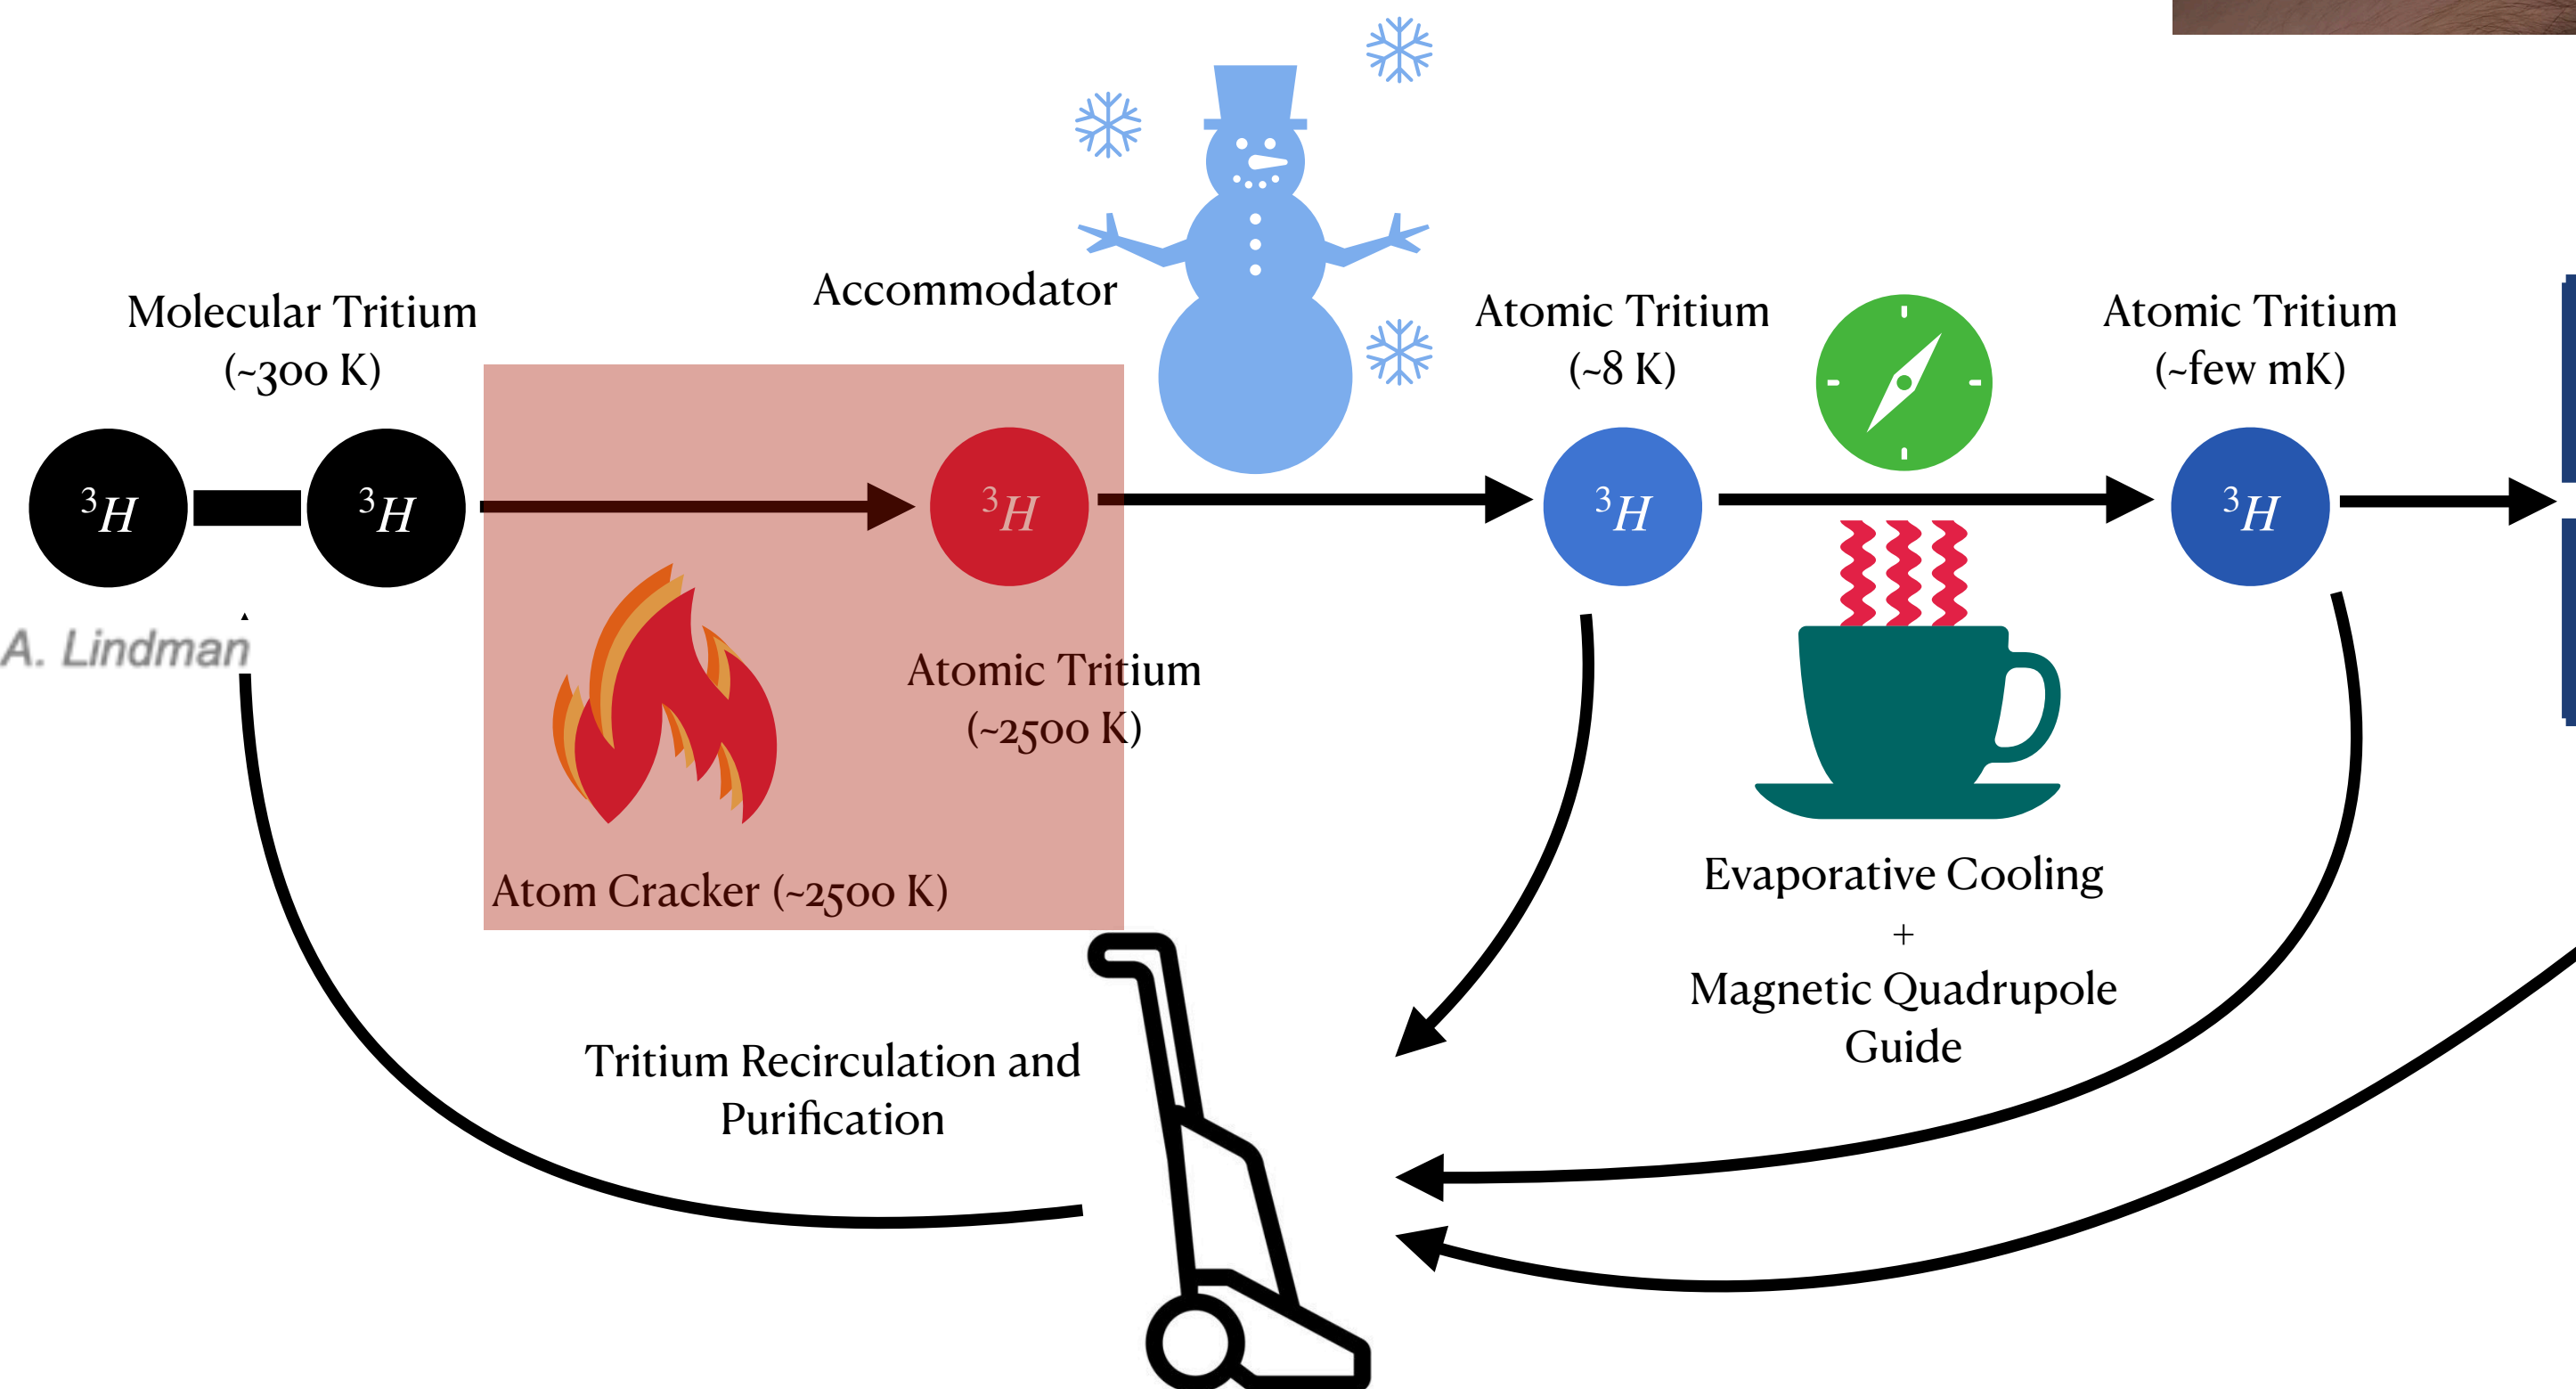 Accommodator
Molecular Tritium
(~300 K)
Atomic Tritium
(~8 K)
Atomic Tritium
(~few mK)
³H
³H
³H
³H
³H
A. Lindman
Atomic Tritium
(~2500 K)
Atom Cracker (~2500 K)
Evaporative Cooling
+
Magnetic Quadrupole
Guide
Tritium Recirculation and
Purification